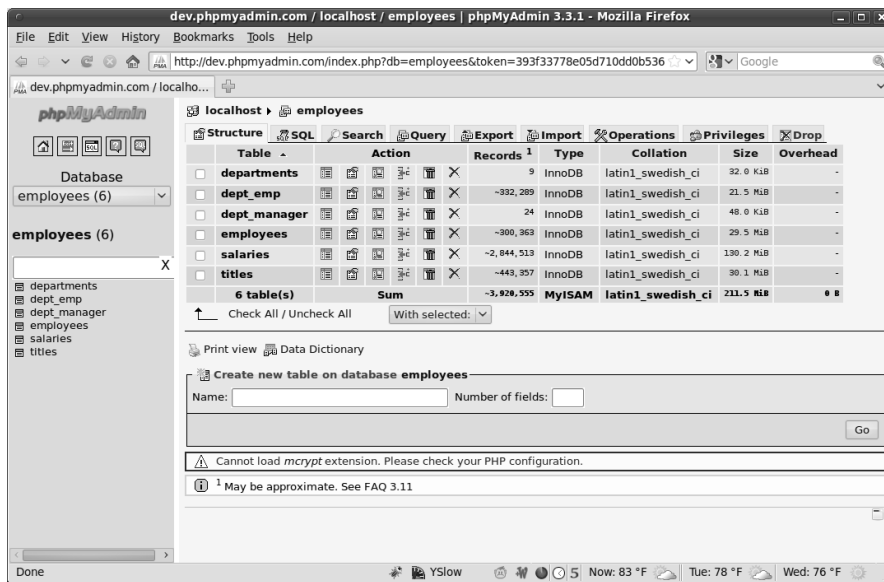 dev.phpmyadmin.com / localhost / employees | phpMyAdmin 3.3.1 - Mozilla Firefox
File Edit View History Bookmarks Tools Help
http://dev.phpmyadmin.com/index.php?db=employees&token=393f33778e05d710dd0b536 Google
dev.phpmyadmin.com / localho...
phpMyAdmin
Database
employees (6)
employees (6)
X
departments
dept_emp
dept_manager
employees
salaries
titles
localhost employees
Structure SQL Search Query Export Import Operations Privileges Drop
Table Action Records 1 Type Collation Size Overhead
departments 9 InnoDB latin1_swedish_ci 32.0 KiB -
dept_emp ~332,289 InnoDB latin1_swedish_ci 21.5 MiB -
dept_manager 24 InnoDB latin1_swedish_ci 48.0 KiB -
employees ~300,363 InnoDB latin1_swedish_ci 29.5 MiB -
salaries ~2,844,513 InnoDB latin1_swedish_ci 130.2 MiB -
titles ~443,357 InnoDB latin1_swedish_ci 30.1 MiB -
6 table(s) Sum ~3,920,555 MyISAM latin1_swedish_ci 211.5 MiB 0 B
Check All / Uncheck All With selected:
Print view Data Dictionary
Create new table on database employees
Name: Number of fields:
Go
Cannot load mcrypt extension. Please check your PHP configuration.
1 May be approximate. See FAQ 3.11
Done YSlow 5 Now: 83 °F Tue: 78 °F Wed: 76 °F